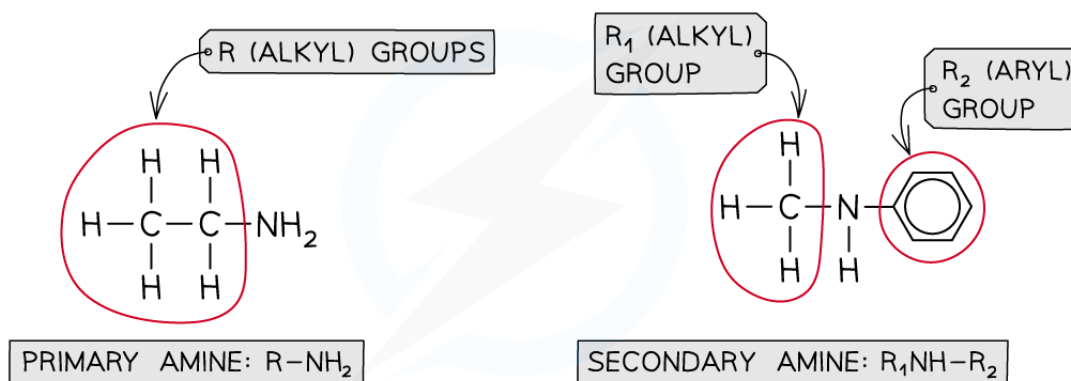 R (ALKYL) GROUPS
R₁ (ALKYL)
GROUP
R₂ (ARYL)
GROUP
H H
H–C–C–NH₂
H H
H
H–C–N
H H
PRIMARY AMINE: R–NH₂
SECONDARY AMINE: R₁NH–R₂